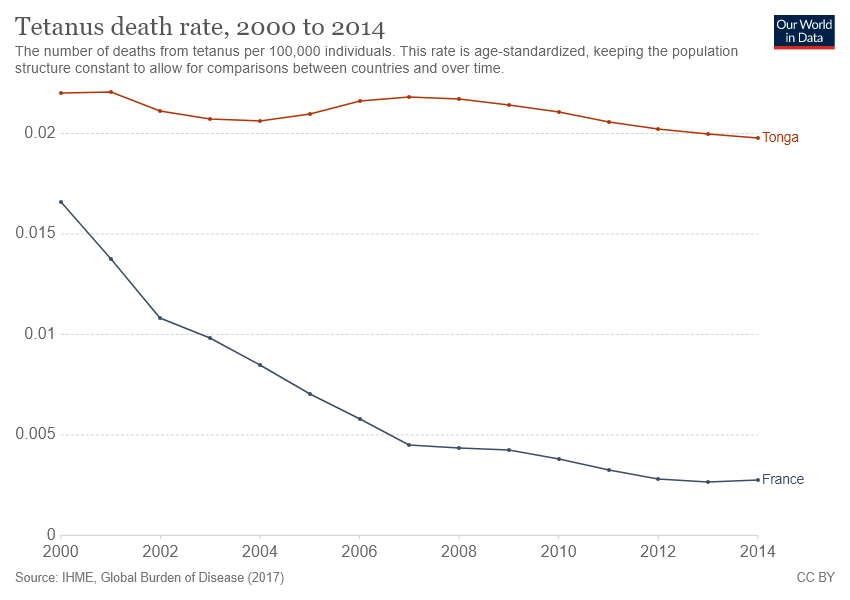 Tetanus death rate, 2000 to 2014
Our World
in Data
The number of deaths from tetanus per 100,000 individuals. This rate is age-standardized, keeping the population
structure constant to allow for comparisons between countries and over time.
0.02
Tonga
0.015
0.01
0.005
France
0
2000 2002 2004 2006 2008 2010 2012 2014
Source: IHME, Global Burden of Disease (2017)
CC BY